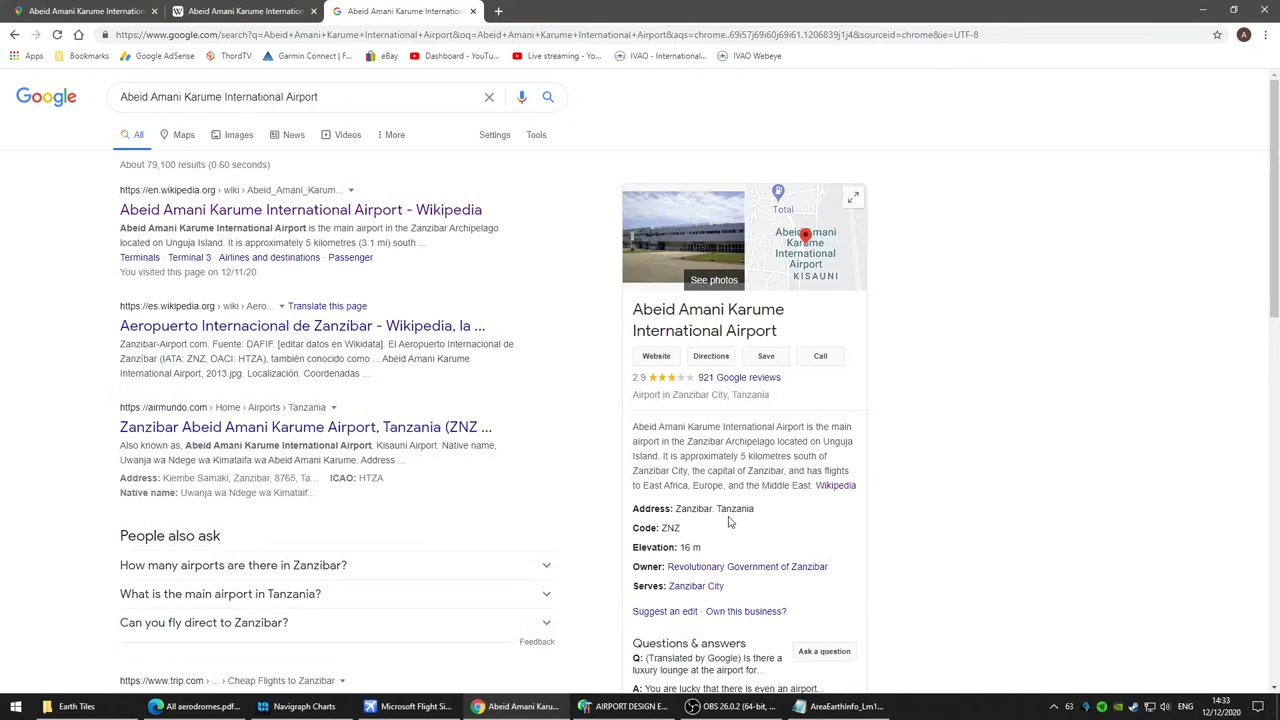 Abeid Amani Karume Internationa
Abeid Amani Karume Internationa
Abeid Amani Karume Internationa
https://www.google.com/search?q=Abeid+Amani+Karume+International+Airport&oq=Abeid+Amani+Karume+International+Airport&aqs=chrome..69i57j69i60j69i61.1206839j1j4&sourceid=chrome&ie=UTF-8
A
Apps
Bookmarks
Google AdSense
ThordTV
Garmin Connect | F...
eBay
Dashboard - YouTu...
Live streaming - Yo...
IVAO - Internationa...
IVAO Webeye
Google
Abeid Amani Karume International Airport
All
Maps
Images
News
Videos
More
Settings
Tools
About 79,100 results (0.60 seconds)
https://en.wikipedia.org › wiki › Abeid_Amani_Karum...
Abeid Amani Karume International Airport - Wikipedia
Abeid Amani Karume International Airport is the main airport in the Zanzibar Archipelago
located on Unguja Island. It is approximately 5 kilometres (3.1 mi) south ...
Terminals · Terminal 3 · Airlines and destinations · Passenger
You visited this page on 12/11/20.
https://es.wikipedia.org › wiki › Aero... Translate this page
Aeropuerto Internacional de Zanzíbar - Wikipedia, la ...
Zanzibar-Airport.com. Fuente: DAFIF. [editar datos en Wikidata]. El Aeropuerto Internacional de
Zanzíbar (IATA: ZNZ, OACI: HTZA), también conocido como ... Abeid Amani Karume
International Airport, 2013.jpg. Localización. Coordenadas ...
https://airmundo.com › Home › Airports › Tanzania
Zanzibar Abeid Amani Karume Airport, Tanzania (ZNZ ...
Also known as, Abeid Amani Karume International Airport, Kisauni Airport. Native name,
Uwanja wa Ndege wa Kimataifa wa Abeid Amani Karume. Address ...
Address: Kiembe Samaki, Zanzibar, 8765, Ta... ICAO: HTZA
Native name: Uwanja wa Ndege wa Kimataif...
People also ask
How many airports are there in Zanzibar?
What is the main airport in Tanzania?
Can you fly direct to Zanzibar?
Feedback
https://www.trip.com › ... › Cheap Flights to Zanzibar
See photos
Total
Abeid Amani
Karume
International
Airport
KISAUNI
Abeid Amani Karume
International Airport
Website
Directions
Save
Call
2.9
921 Google reviews
Airport in Zanzibar City, Tanzania
Abeid Amani Karume International Airport is the main
airport in the Zanzibar Archipelago located on Unguja
Island. It is approximately 5 kilometres south of
Zanzibar City, the capital of Zanzibar, and has flights
to East Africa, Europe, and the Middle East. Wikipedia
Address: Zanzibar. Tanzania
Code: ZNZ
Elevation: 16 m
Owner: Revolutionary Government of Zanzibar
Serves: Zanzibar City
Suggest an edit · Own this business?
Questions & answers
Ask a question
Q: (Translated by Google) Is there a
luxury lounge at the airport for...
A: You are lucky that there is even an airport...
Earth Tiles
All aerodromes.pdf...
Navigraph Charts
Microsoft Flight Si...
Abeid Amani Karu...
AIRPORT DESIGN E...
OBS 26.0.2 (64-bit, ...
AreaEarthInfo_Lm1...
63
14:33
12/12/2020